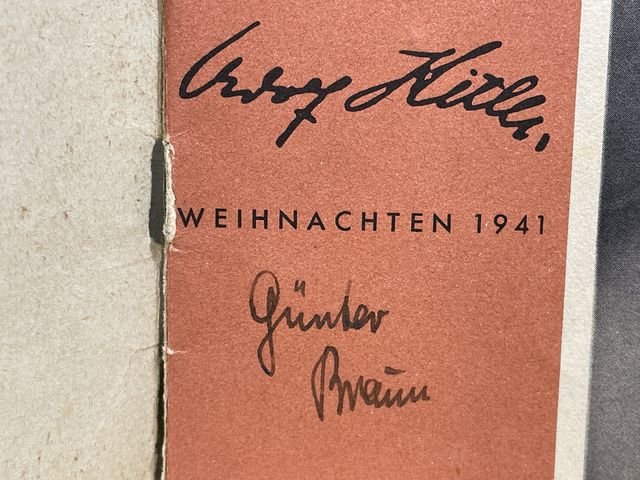 Adolf Hitler.
WEIHNACHTEN 1941
Günter
Braun